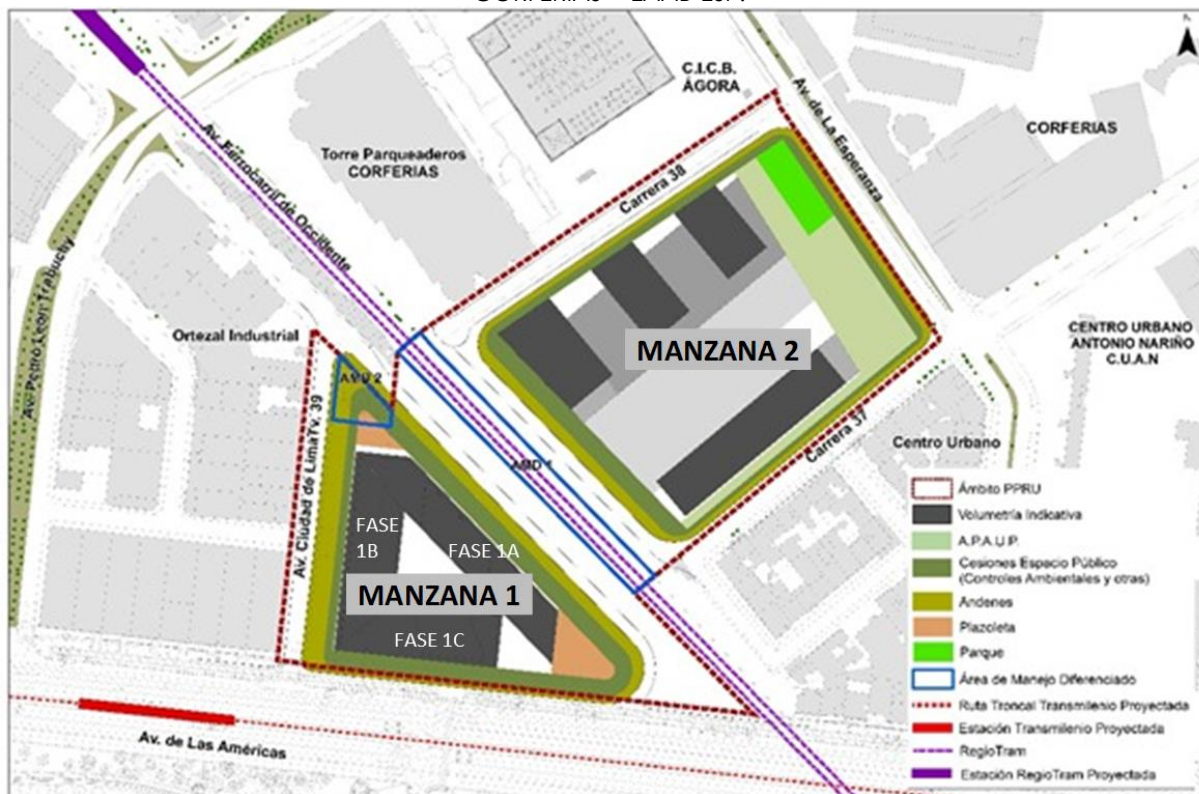 C.I.C.B.
ÁGORA
Av. de La Esperanza
CORFERIAS
Av. Ferrocarril de Occidente
Torre Parqueaderos
CORFERIAS
Carrera 38
Av. Pedro León Trabuchy
Ortezal Industrial
MANZANA 2
CENTRO URBANO
ANTONIO NARIÑO
C.U.A.N
AMD 2
Av. Ciudad de LimaTv. 39
AMD 1
Carrera 37
Centro Urbano
FASE
1B
FASE 1A
MANZANA 1
FASE 1C
Av. de Las Américas
Ámbito PPRU
Volumetría Indicativa
A.P.A.U.P.
Cesiones Espacio Público
(Controles Ambientales y otras)
Andenes
Plazoleta
Parque
Área de Manejo Diferenciado
Ruta Troncal Transmilenio Proyectada
Estación Transmilenio Proyectada
RegioTram
Estación RegioTram Proyectada